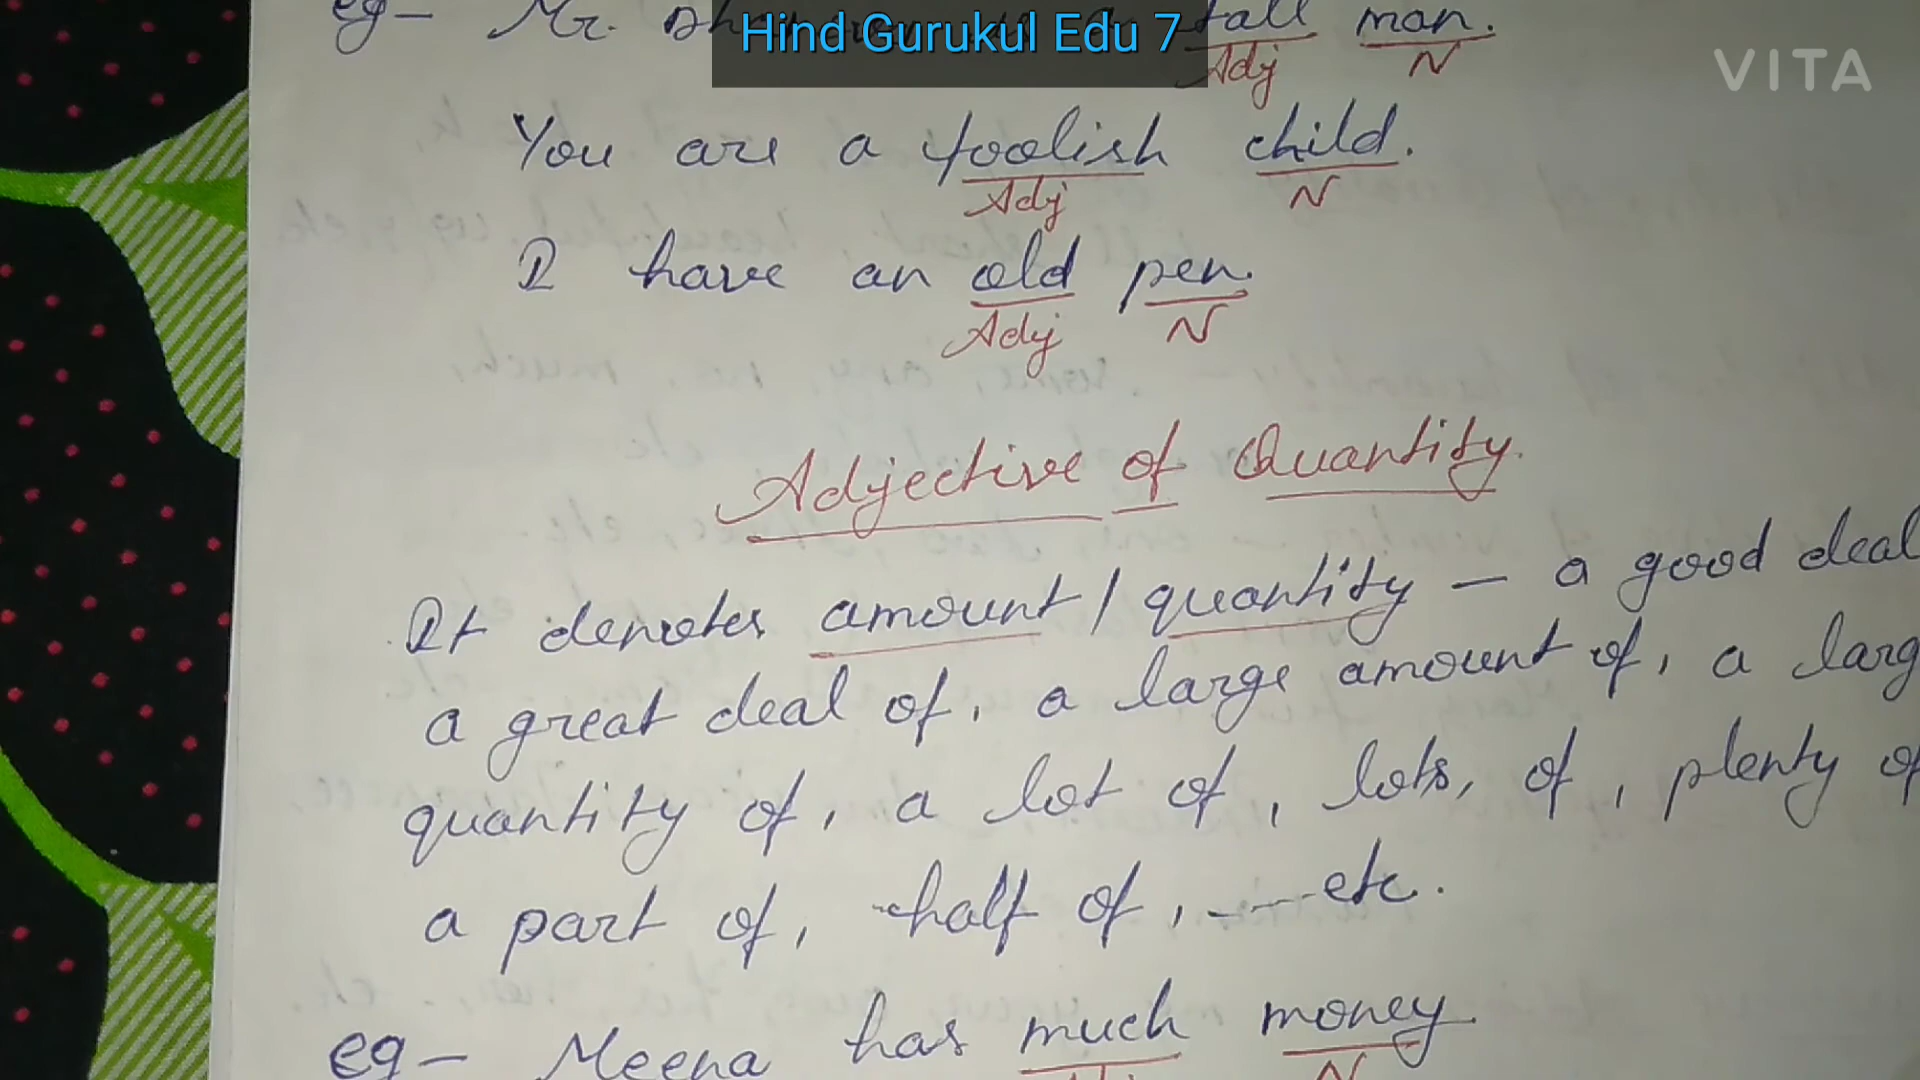 Hind Gurukul Edu 7
VITA
eg - Mr. a tall man.
Adj N
You are a foolish child.
Adj N
I have an old pen.
Adj N
Adjective of Quantity.
It denotes amount / quantity - a good deal
a great deal of, a large amount of, a larg
quantity of, a lot of, lots, of, plenty of
a part of, half of, --- etc.
eg - Meena has much money.
N